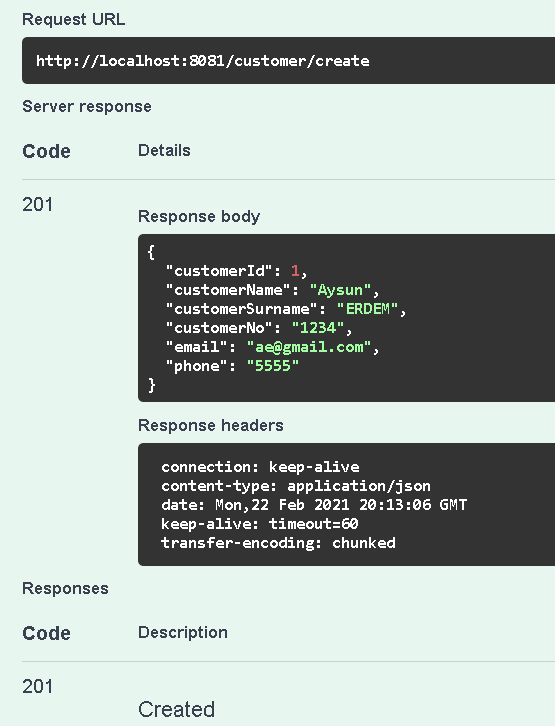 Request URL
http://localhost:8081/customer/create
Server response
Code Details
201
Response body
{
"customerId": 1,
"customerName": "Aysun",
"customerSurname": "ERDEM",
"customerNo": "1234",
"email": "ae@gmail.com",
"phone": "5555"
}
Response headers
connection: keep-alive
content-type: application/json
date: Mon,22 Feb 2021 20:13:06 GMT
keep-alive: timeout=60
transfer-encoding: chunked
Responses
Code Description
201
Created